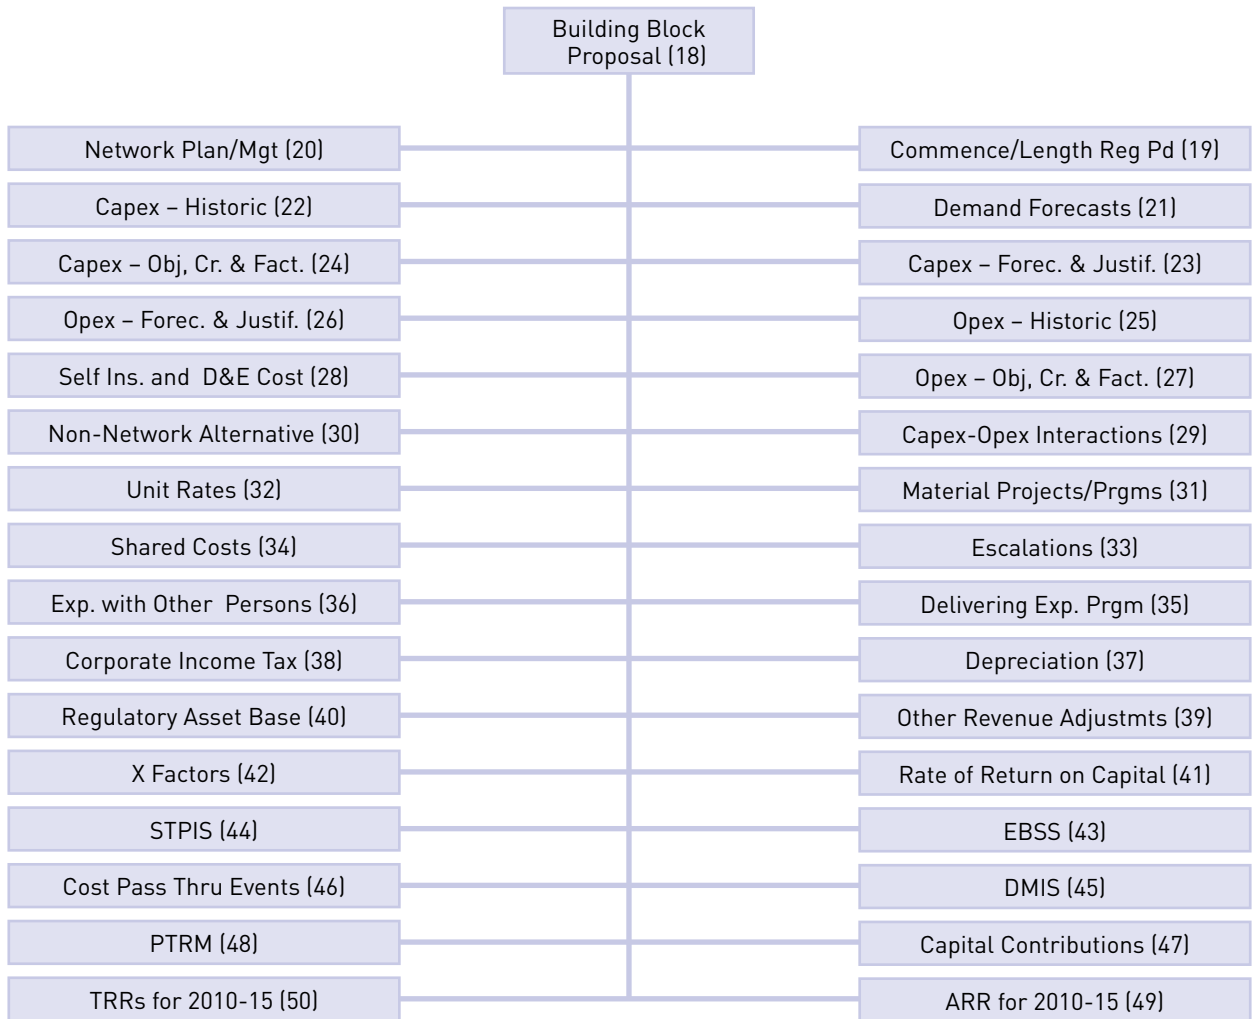 Building Block
Proposal (18)
Network Plan/Mgt (20)
Commence/Length Reg Pd (19)
Capex – Historic (22)
Demand Forecasts (21)
Capex – Obj, Cr. & Fact. (24)
Capex – Forec. & Justif. (23)
Opex – Forec. & Justif. (26)
Opex – Historic (25)
Self Ins. and D&E Cost (28)
Opex – Obj, Cr. & Fact. (27)
Non-Network Alternative (30)
Capex-Opex Interactions (29)
Unit Rates (32)
Material Projects/Prgms (31)
Shared Costs (34)
Escalations (33)
Exp. with Other Persons (36)
Delivering Exp. Prgm (35)
Corporate Income Tax (38)
Depreciation (37)
Regulatory Asset Base (40)
Other Revenue Adjustmts (39)
X Factors (42)
Rate of Return on Capital (41)
STPIS (44)
EBSS (43)
Cost Pass Thru Events (46)
DMIS (45)
PTRM (48)
Capital Contributions (47)
TRRs for 2010-15 (50)
ARR for 2010-15 (49)